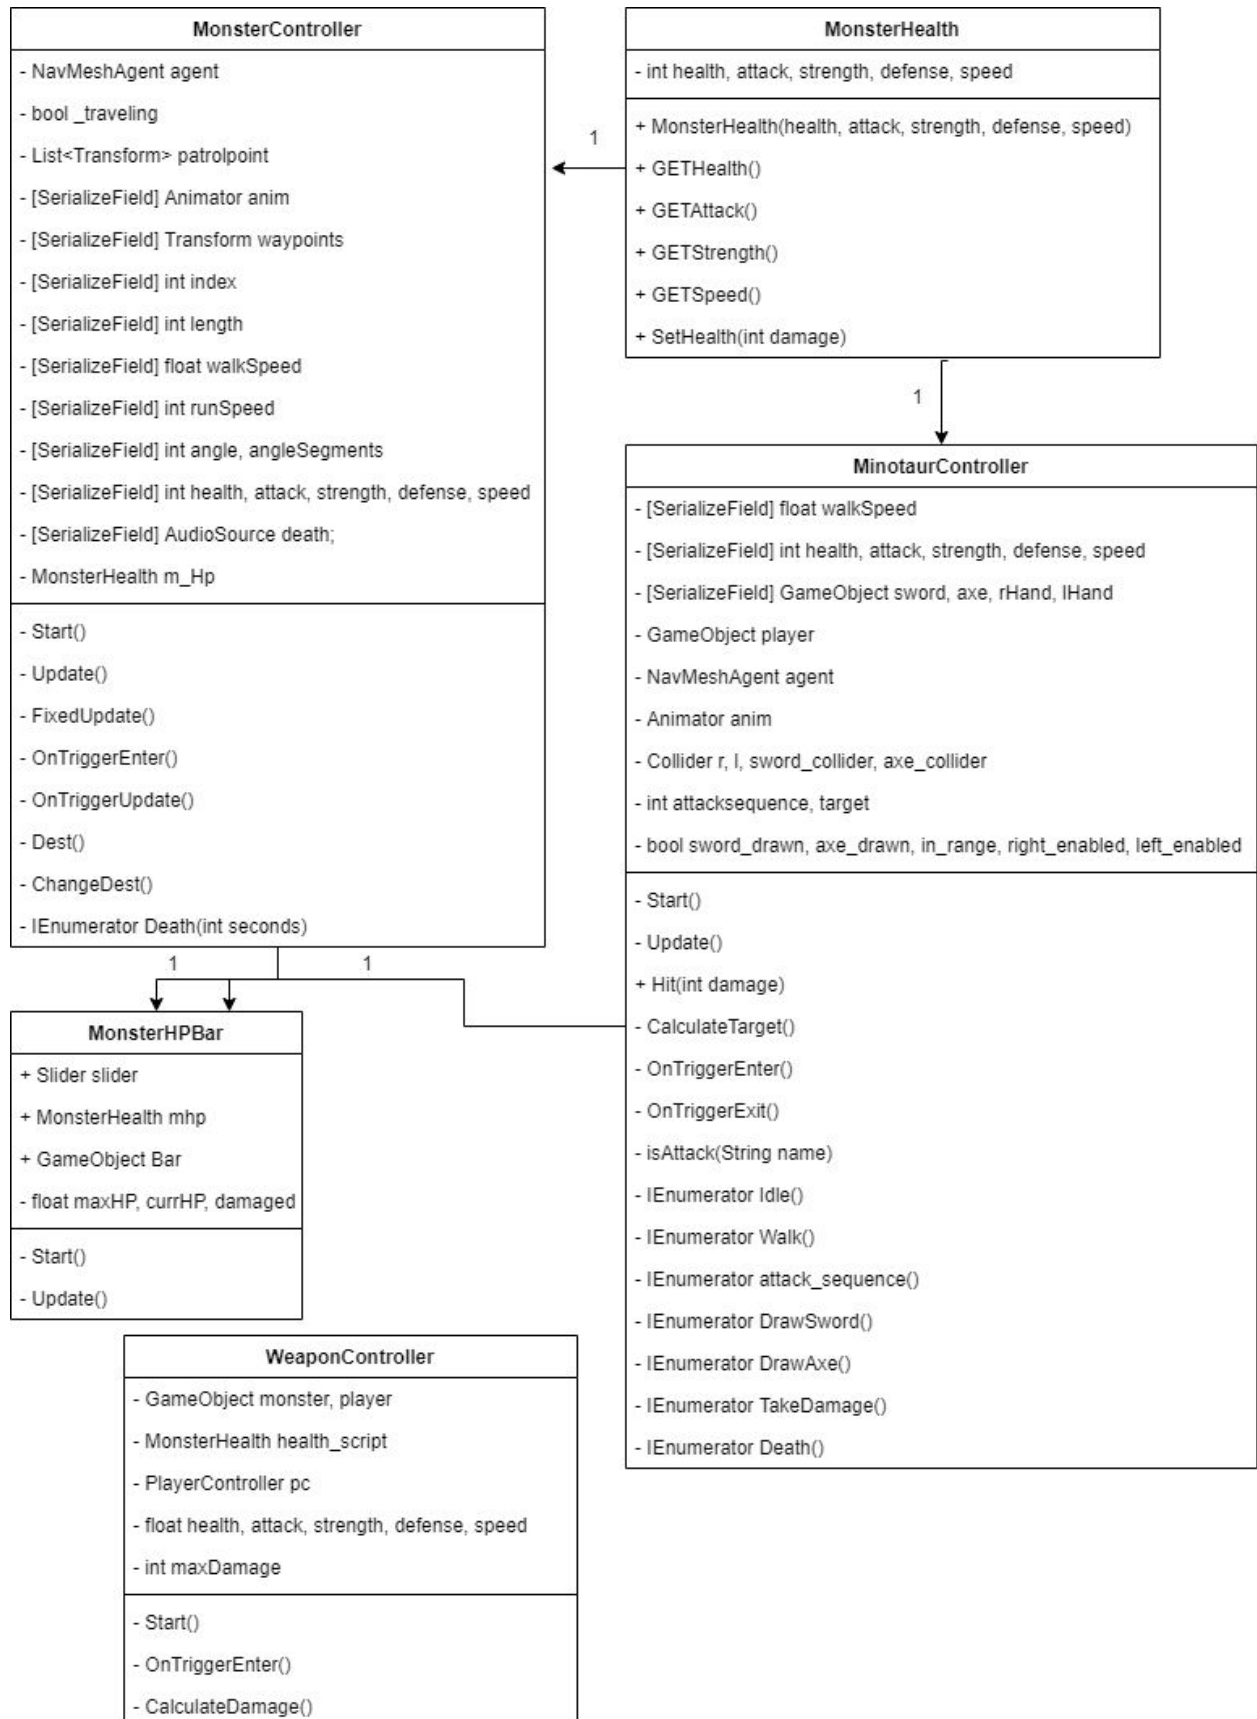 MonsterController
- NavMeshAgent agent
- bool _traveling
- List<Transform> patrolpoint
- [SerializeField] Animator anim
- [SerializeField] Transform waypoints
- [SerializeField] int index
- [SerializeField] int length
- [SerializeField] float walkSpeed
- [SerializeField] int runSpeed
- [SerializeField] int angle, angleSegments
- [SerializeField] int health, attack, strength, defense, speed
- [SerializeField] AudioSource death;
- MonsterHealth m_Hp
- Start()
- Update()
- FixedUpdate()
- OnTriggerEnter()
- OnTriggerUpdate()
- Dest()
- ChangeDest()
- IEnumerator Death(int seconds)
1
MonsterHealth
- int health, attack, strength, defense, speed
+ MonsterHealth(health, attack, strength, defense, speed)
+ GETHealth()
+ GETAttack()
+ GETStrength()
+ GETSpeed()
+ SetHealth(int damage)
1
MinotaurController
- [SerializeField] float walkSpeed
- [SerializeField] int health, attack, strength, defense, speed
- [SerializeField] GameObject sword, axe, rHand, lHand
- GameObject player
- NavMeshAgent agent
- Animator anim
- Collider r, l, sword_collider, axe_collider
- int attacksequence, target
- bool sword_drawn, axe_drawn, in_range, right_enabled, left_enabled
- Start()
- Update()
+ Hit(int damage)
- CalculateTarget()
- OnTriggerEnter()
- OnTriggerExit()
- isAttack(String name)
- IEnumerator Idle()
- IEnumerator Walk()
- IEnumerator attack_sequence()
- IEnumerator DrawSword()
- IEnumerator DrawAxe()
- IEnumerator TakeDamage()
- IEnumerator Death()
1
1
MonsterHPBar
+ Slider slider
+ MonsterHealth mhp
+ GameObject Bar
- float maxHP, currHP, damaged
- Start()
- Update()
WeaponController
- GameObject monster, player
- MonsterHealth health_script
- PlayerController pc
- float health, attack, strength, defense, speed
- int maxDamage
- Start()
- OnTriggerEnter()
- CalculateDamage()